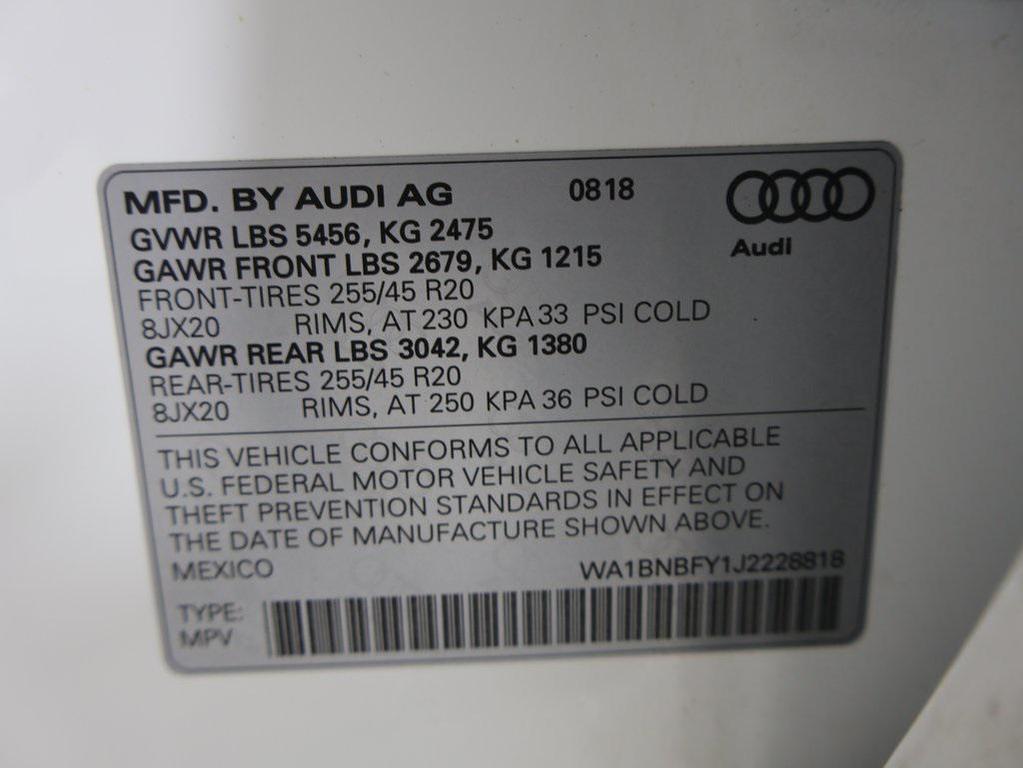 MFD. BY AUDI AG 0818
Audi
GVWR LBS 5456, KG 2475
GAWR FRONT LBS 2679, KG 1215
FRONT-TIRES 255/45 R20
8JX20 RIMS, AT 230 KPA 33 PSI COLD
GAWR REAR LBS 3042, KG 1380
REAR-TIRES 255/45 R20
8JX20 RIMS, AT 250 KPA 36 PSI COLD
THIS VEHICLE CONFORMS TO ALL APPLICABLE
U.S. FEDERAL MOTOR VEHICLE SAFETY AND
THEFT PREVENTION STANDARDS IN EFFECT ON
THE DATE OF MANUFACTURE SHOWN ABOVE.
MEXICO WA1BNBFY1J2228818
TYPE:
MPV